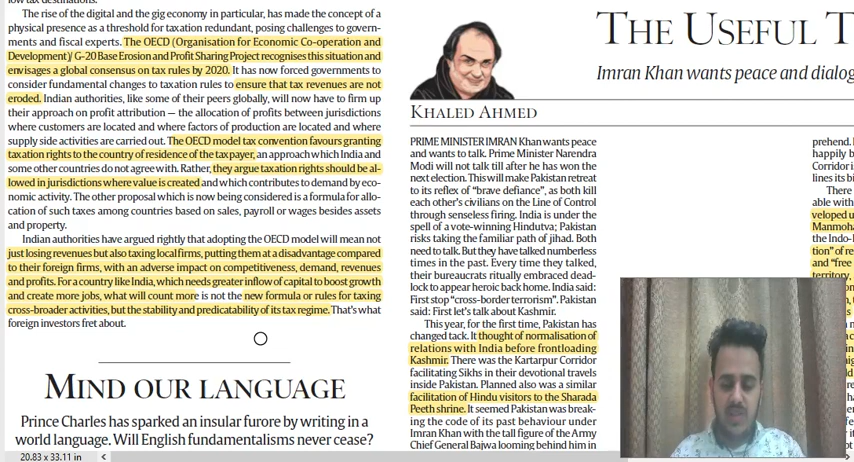 low tax destinations.
The rise of the digital and the gig economy in particular, has made the concept of a
physical presence as a threshold for taxation redundant, posing challenges to govern-
ments and fiscal experts. The OECD (Organisation for Economic Co-operation and
Development)/ G-20 Base Erosion and Profit Sharing Project recognises this situation and
envisages a global consensus on tax rules by 2020. It has now forced governments to
consider fundamental changes to taxation rules to ensure that tax revenues are not
eroded. Indian authorities, like some of their peers globally, will now have to firm up
their approach on profit attribution — the allocation of profits between jurisdictions
where customers are located and where factors of production are located and where
supply side activities are carried out. The OECD model tax convention favours granting
taxation rights to the country of residence of the taxpayer, an approach which India and
some other countries do not agree with. Rather, they argue taxation rights should be al-
lowed in jurisdictions where value is created and which contributes to demand by eco-
nomic activity. The other proposal which is now being considered is a formula for allo-
cation of such taxes among countries based on sales, payroll or wages besides assets
and property.
Indian authorities have argued rightly that adopting the OECD model will mean not
just losing revenues but also taxing local firms, putting them at a disadvantage compared
to their foreign firms, with an adverse impact on competitiveness, demand, revenues
and profits. For a country like India, which needs greater inflow of capital to boost growth
and create more jobs, what will count more is not the new formula or rules for taxing
cross-broader activities, but the stability and predicatability of its tax regime. That's what
foreign investors fret about.
MIND OUR LANGUAGE
Prince Charles has sparked an insular furore by writing in a
world language. Will English fundamentalisms never cease?
20.83 x 33.11 in
THE USEFUL T
Imran Khan wants peace and dialog
KHALED AHMED
PRIME MINISTER IMRAN Khan wants peace
and wants to talk. Prime Minister Narendra
Modi will not talk till after he has won the
next election. This will make Pakistan retreat
to its reflex of "brave defiance", as both kill
each other's civilians on the Line of Control
through senseless firing. India is under the
spell of a vote-winning Hindutva; Pakistan
risks taking the familiar path of jihad. Both
need to talk. But they have talked numberless
times in the past. Every time they talked,
their bureaucrats ritually embraced dead-
lock to appear heroic back home. India said:
First stop "cross-border terrorism". Pakistan
said: First let's talk about Kashmir.
This year, for the first time, Pakistan has
changed tack. It thought of normalisation of
relations with India before frontloading
Kashmir. There was the Kartarpur Corridor
facilitating Sikhs in their devotional travels
inside Pakistan. Planned also was a similar
facilitation of Hindu visitors to the Sharada
Peeth shrine. It seemed Pakistan was break-
ing the code of its past behaviour under
Imran Khan with the tall figure of the Army
Chief General Bajwa looming behind him in
prehend.
happily b
Corridor is
lines its bi
There
able with
veloped u
Manmoha
the Indo-
tion" of re
and "free
territory,